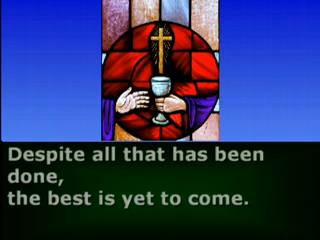 Despite all that has been
done,
the best is yet to come.